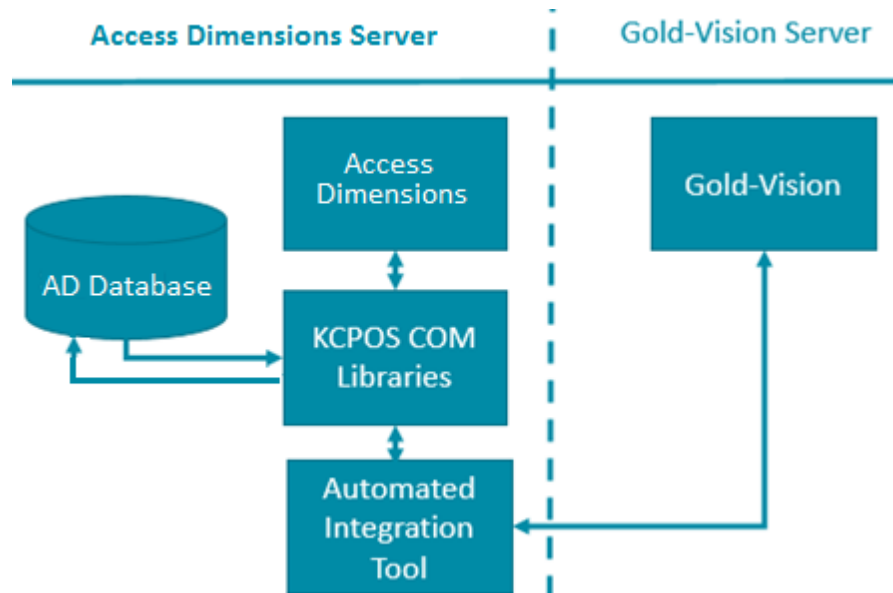 Access Dimensions Server
Gold-Vision Server
Access
Dimensions
Gold-Vision
AD Database
KCPOS COM
Libraries
Automated
Integration
Tool